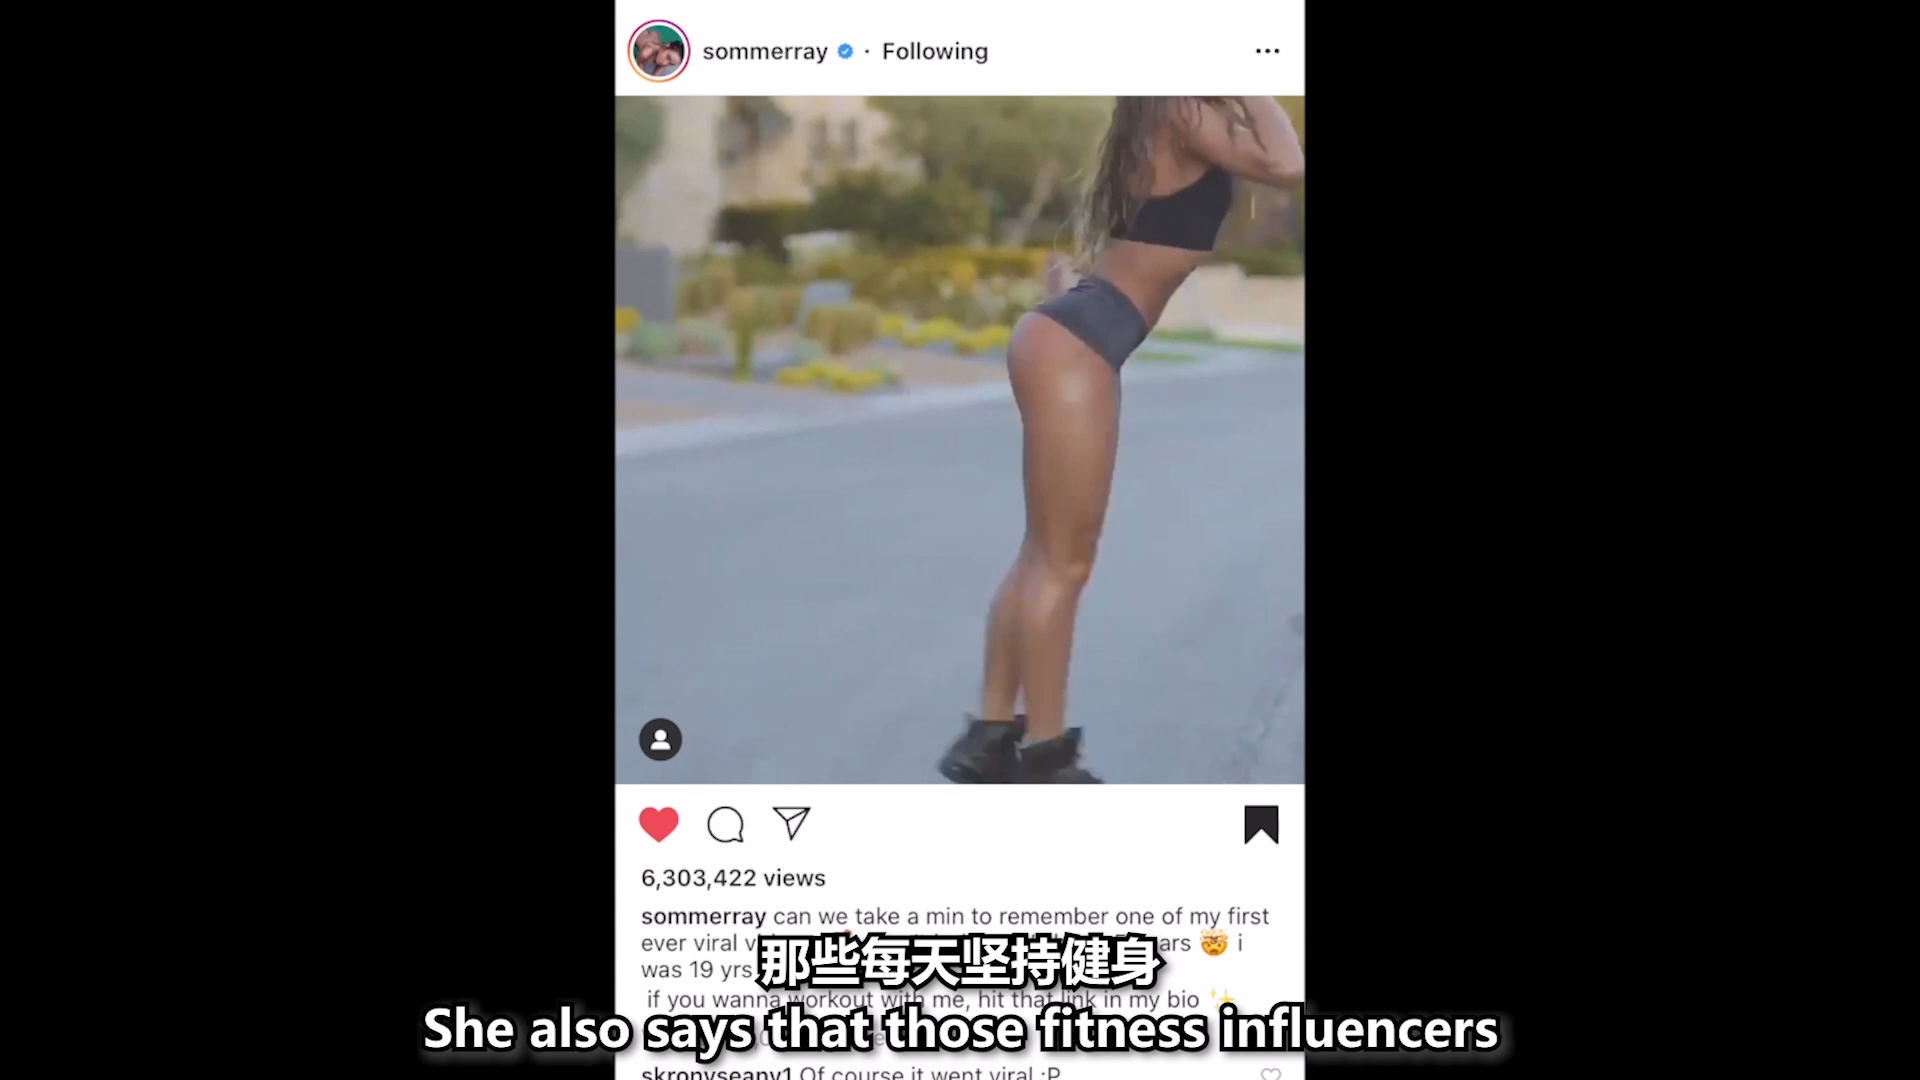 sommerray · Following
6,303,422 views
sommerray can we take a min to remember one of my first
ever viral ars 🤯 i
was 19 yrs
那些每天坚持健身
if you wanna workout with me, hit that link in my bio ✨
She also says that those fitness influencers
skronyseany1 Of course it went viral :P